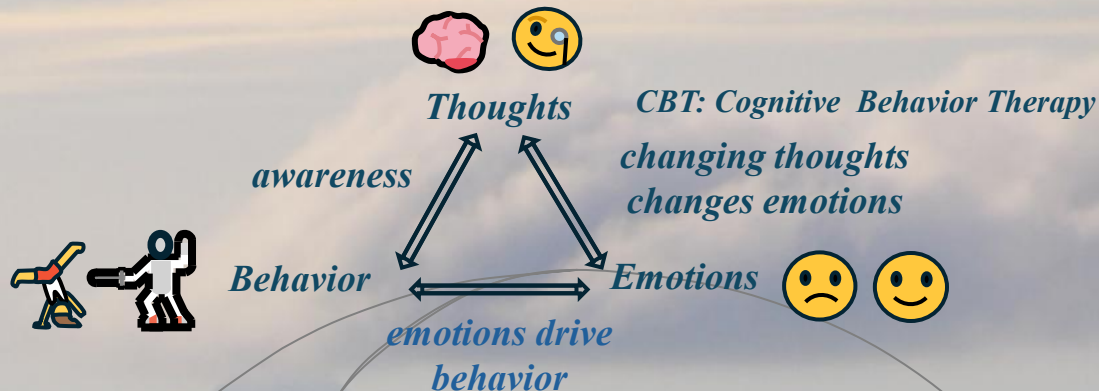 Thoughts
CBT: Cognitive Behavior Therapy
awareness
changing thoughts
changes emotions
Behavior
Emotions
emotions drive
behavior